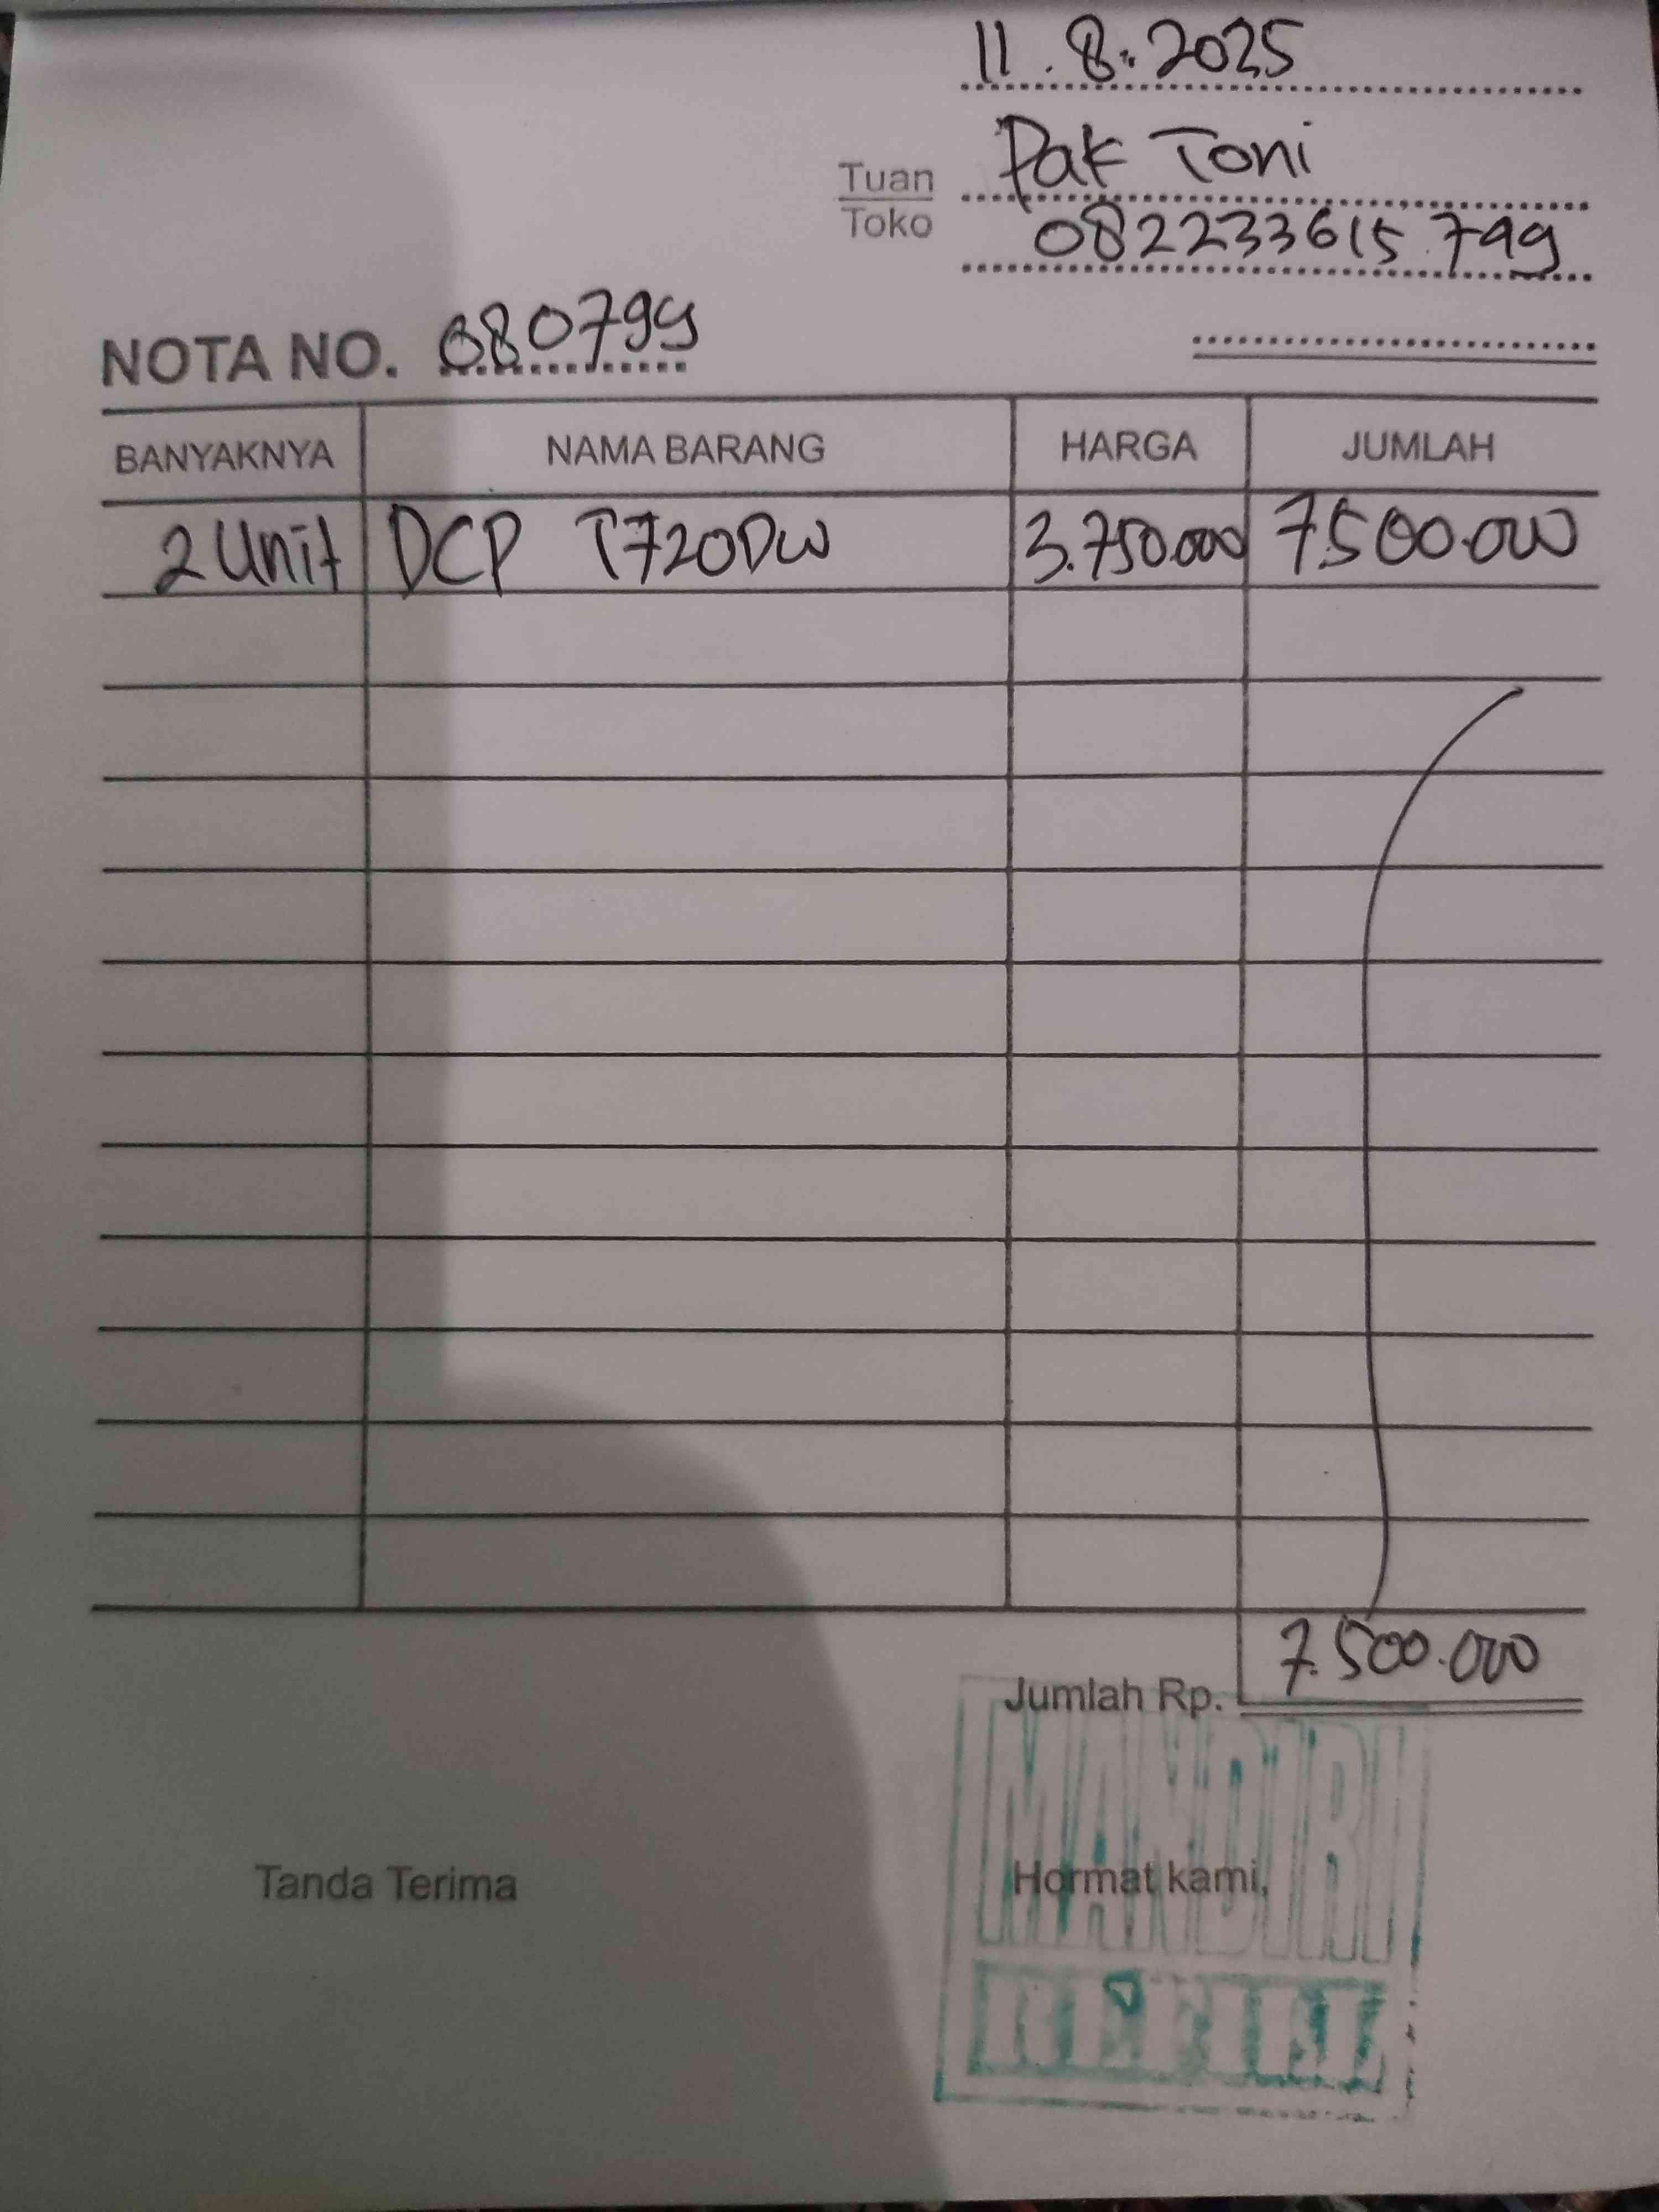 11.8.2025
Tuan Pak Toni
Toko 082233615799
NOTA NO. 080799
BANYAKNYA NAMA BARANG HARGA JUMLAH
2 Unit DCP T720DW 3.750.000 7.500.000
Jumlah Rp. 7.500.000
MANDIRI
Tanda Terima Hormat kami,